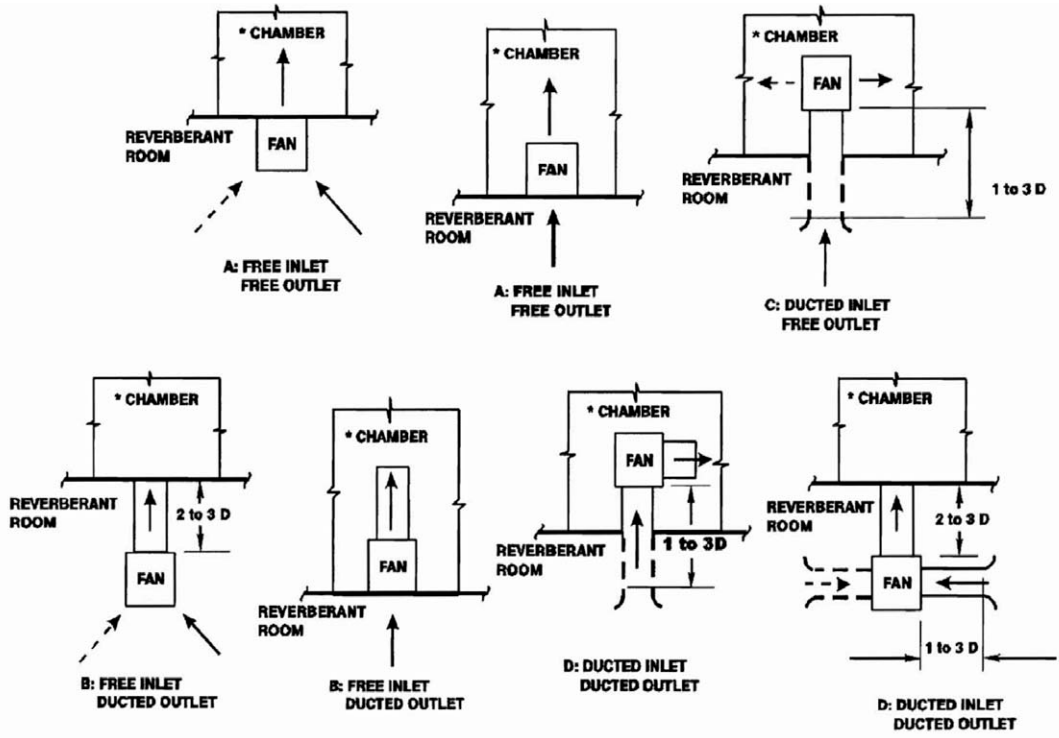 * CHAMBER
REVERBERANT
ROOM
FAN
A: FREE INLET
FREE OUTLET
* CHAMBER
FAN
REVERBERANT
ROOM
A: FREE INLET
FREE OUTLET
* CHAMBER
FAN
REVERBERANT
ROOM
1 to 3 D
C: DUCTED INLET
FREE OUTLET
* CHAMBER
REVERBERANT
ROOM
2 to 3 D
FAN
B: FREE INLET
DUCTED OUTLET
* CHAMBER
FAN
REVERBERANT
ROOM
B: FREE INLET
DUCTED OUTLET
* CHAMBER
FAN
REVERBERANT
ROOM
1 to 3D
D: DUCTED INLET
DUCTED OUTLET
* CHAMBER
REVERBERANT
ROOM
2 to 3 D
FAN
1 to 3 D
D: DUCTED INLET
DUCTED OUTLET